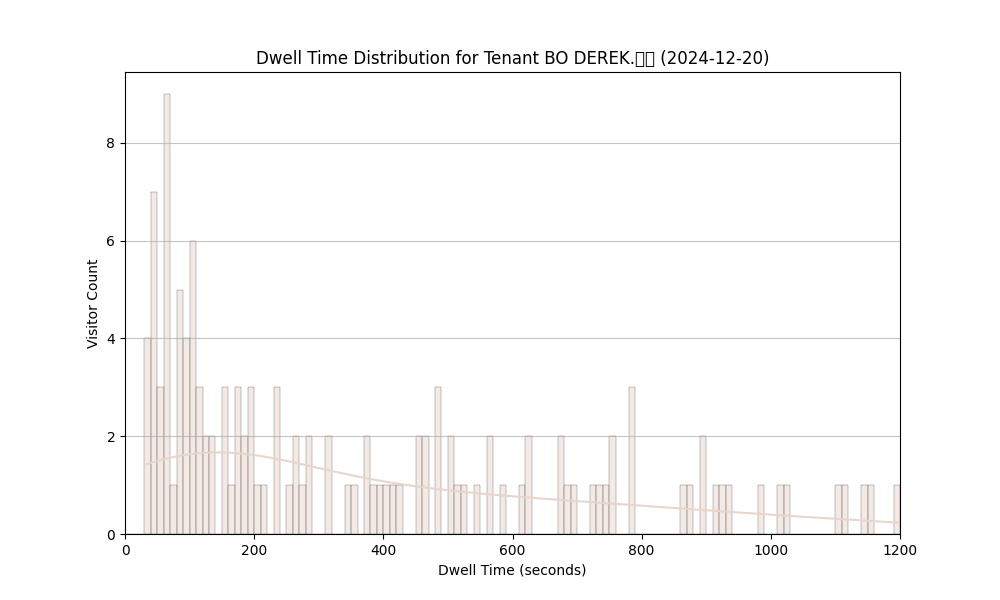 Dwell Time Distribution for Tenant BO DEREK.▯▯ (2024-12-20)
Visitor Count
8
6
4
2
0
0 200 400 600 800 1000 1200
Dwell Time (seconds)